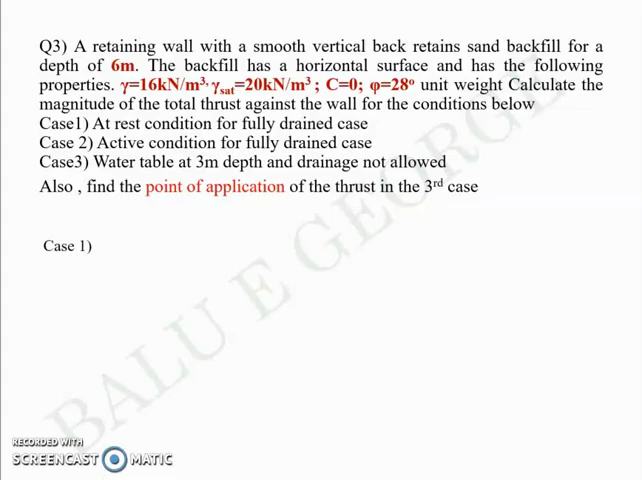 Q3) A retaining wall with a smooth vertical back retains sand backfill for a
depth of 6m. The backfill has a horizontal surface and has the following
properties. γ=16kN/m³, γsat=20kN/m³ ; C=0; φ=28° unit weight Calculate the
magnitude of the total thrust against the wall for the conditions below
Case1) At rest condition for fully drained case
Case 2) Active condition for fully drained case
Case3) Water table at 3m depth and drainage not allowed
Also , find the point of application of the thrust in the 3rd case
Case 1)
BALU E GEORGE
RECORDED WITH
SCREENCAST MATIC